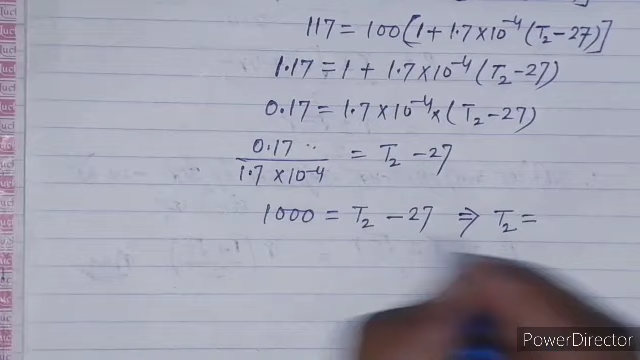 117 = 100[1 + 1.7×10⁻⁴ (T₂ – 27)]
1.17 = 1 + 1.7×10⁻⁴ (T₂ – 27)
0.17 = 1.7×10⁻⁴ × (T₂ – 27)
0.17 / 1.7×10⁻⁴ = T₂ – 27
1000 = T₂ – 27 ⇒ T₂ =
PowerDirector